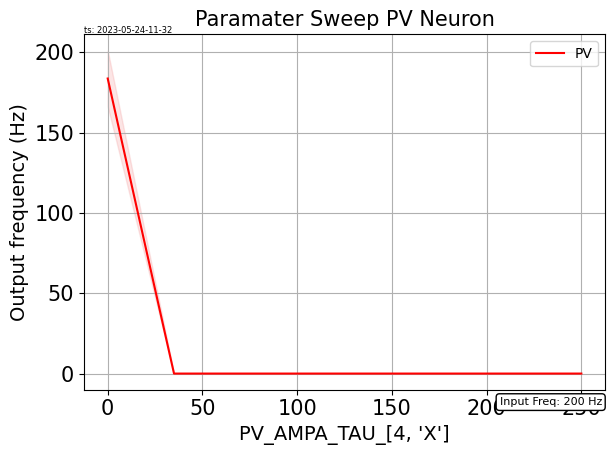 Paramater Sweep PV Neuron
ts: 2023-05-24-11-32
PV
Output frequency (Hz)
200
150
100
50
0
0 50 100 150 200 250
Input Freq: 200 Hz
PV_AMPA_TAU_[4, 'X']